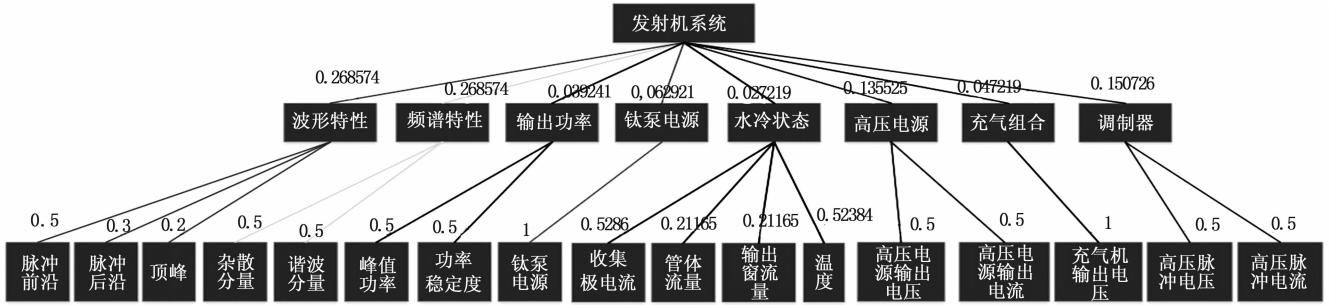 发射机系统
0.268574
0.268574
0.039241
0,062921
0.027219
0.135525
0.047219
0.150726
波形特性
频谱特性
输出功率
钛泵电源
水冷状态
高压电源
充气组合
调制器
0.5
0.3
0.2
0.5
0.5
0.5
0.5
1
0.5286
0.21165
0.21165
0.52384
0.5
0.5
1
0.5
0.5
脉冲
前沿
脉冲
后沿
顶峰
杂散
分量
谐波
分量
峰值
功率
功率
稳定度
钛泵
电源
收集
极电流
管体
流量
输出
窗流
量
温
度
高压电
源输出
电压
高压电
源输出
电流
充气机
输出电
压
高压脉
冲电压
高压脉
冲电流